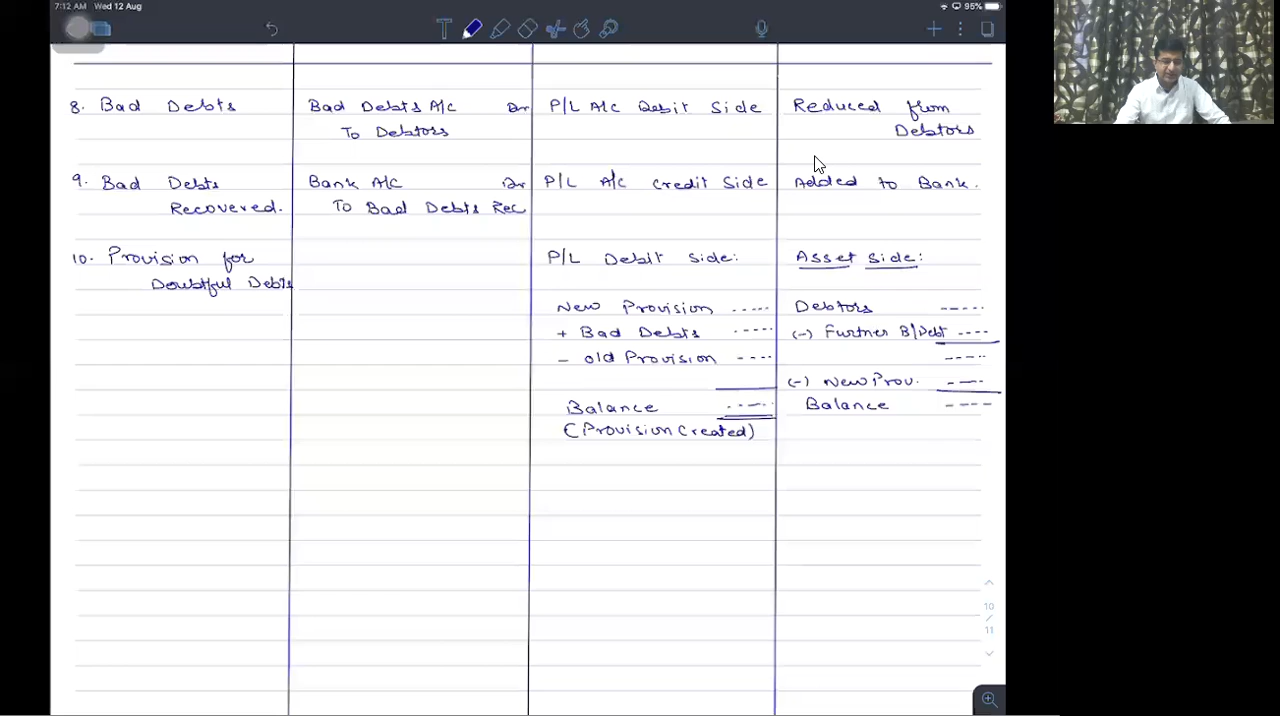 7:12 AM Wed 12 Aug
95%
8. Bad Debts
Bad Debts A/c Dr
To Debtors
P/L A/c Debit Side
Reduced from
Debtors
9. Bad Debts
Recovered.
Bank A/C Dr
To Bad Debts Rec
P/L A/c Credit Side
Added to Bank.
10. Provision for
Doubtful Debts
P/L Debit side:
New Provision .....
+ Bad Debts .....
- old Provision ----
Balance -----
(Provision Created)
Asset side:
Debtors -----
(-) Further B/Debt ----
-----
(-) New Prov. ----
Balance ----
10
/
11